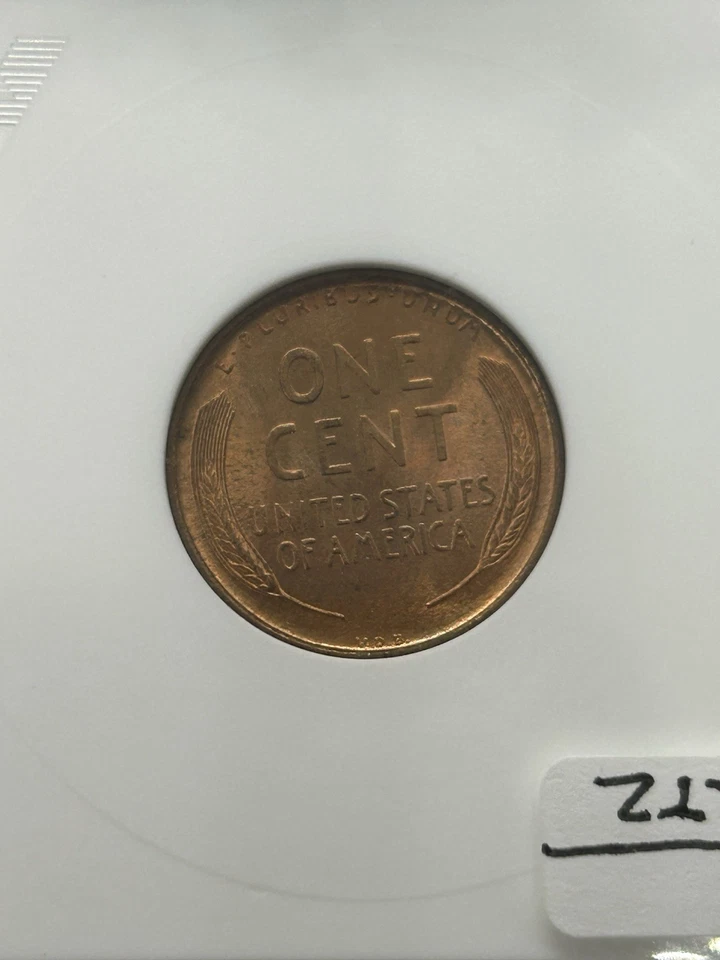 E·PLURIBUS·UNUM
ONE
CENT
UNITED STATES
OF AMERICA
V.D.B.